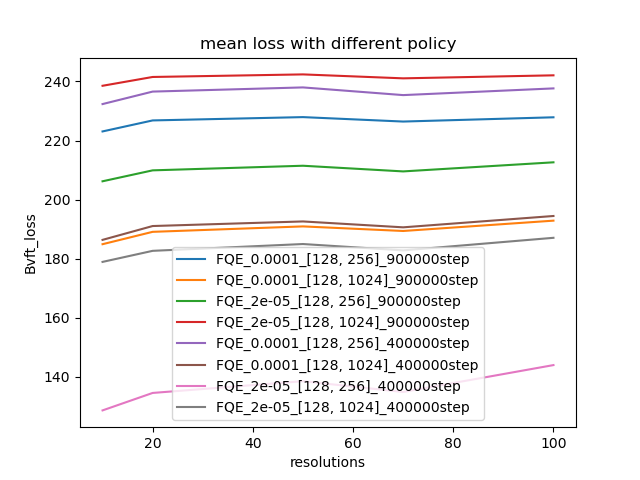 mean loss with different policy
Bvft_loss
240
220
200
180
160
140
FQE_0.0001_[128, 256]_900000step
FQE_0.0001_[128, 1024]_900000step
FQE_2e-05_[128, 256]_900000step
FQE_2e-05_[128, 1024]_900000step
FQE_0.0001_[128, 256]_400000step
FQE_0.0001_[128, 1024]_400000step
FQE_2e-05_[128, 256]_400000step
FQE_2e-05_[128, 1024]_400000step
20 40 60 80 100
resolutions